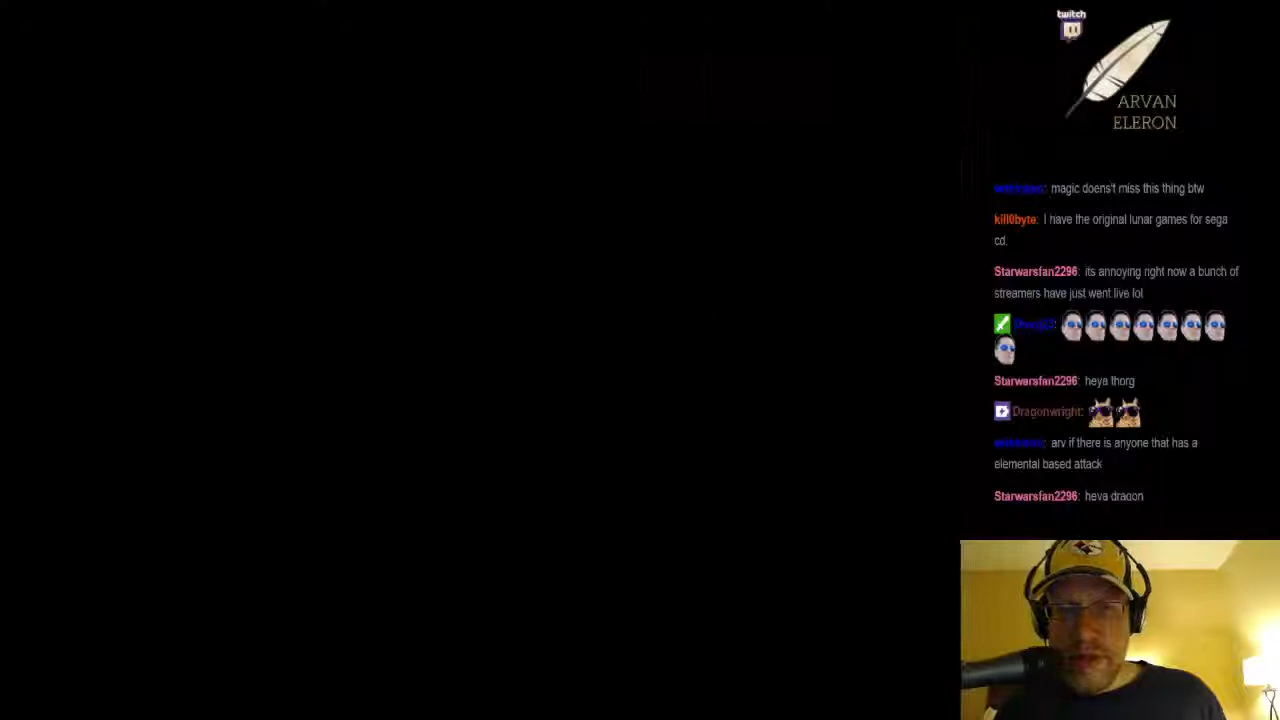 twitch
ARVAN
ELERON
magic doens't miss this thing btw
kill0byte: I have the original lunar games for sega
cd.
Starwarsfan2296: its annoying right now a bunch of
streamers have just went live lol
Starwarsfan2296: heya thorg
Dragonwright:
arv if there is anyone that has a
elemental based attack
Starwarsfan2296: heya dragon